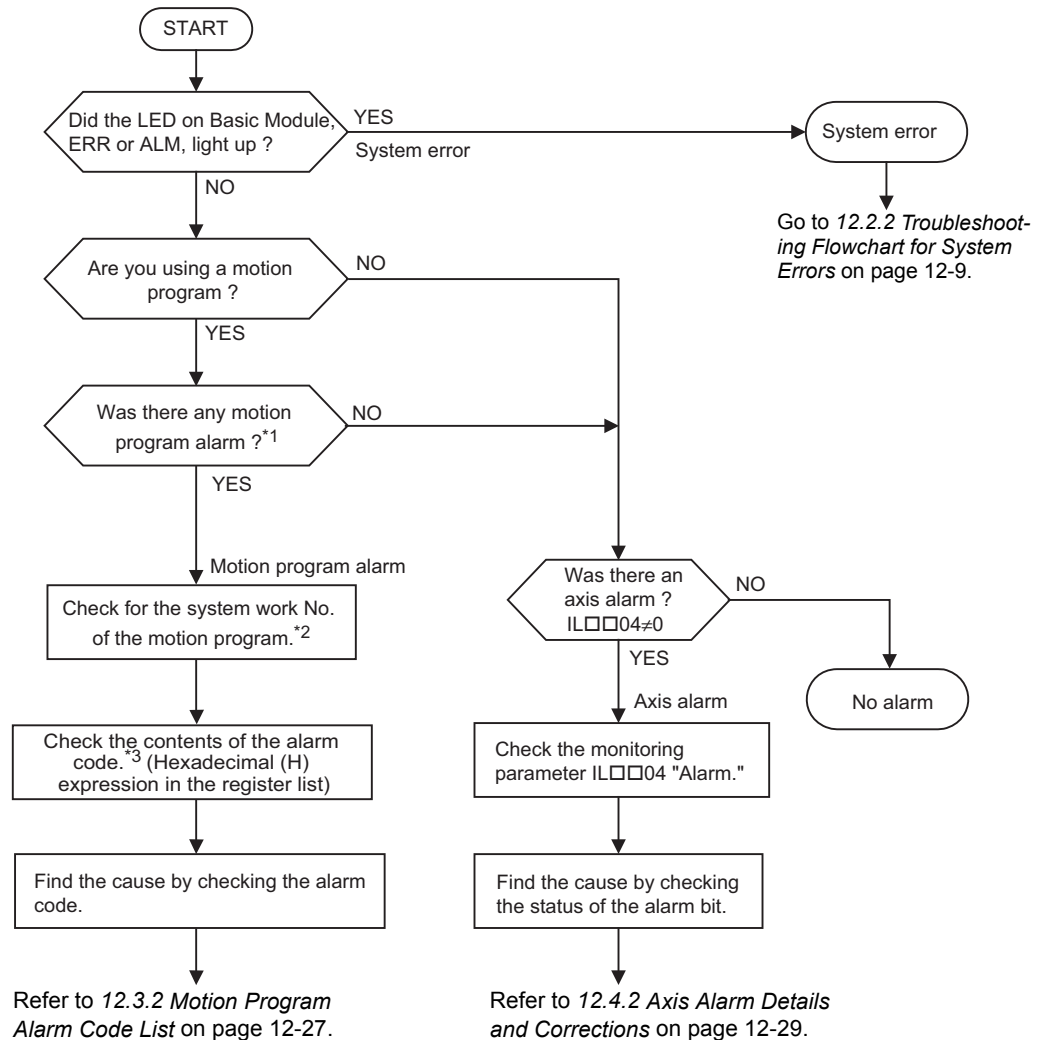 START
Did the LED on Basic Module,
ERR or ALM, light up ?
YES
System error
System error
Go to 12.2.2 Troubleshoot-
ing Flowchart for System
Errors on page 12-9.
NO
Are you using a motion
program ?
NO
YES
Was there any motion
program alarm ?*1
NO
YES
Motion program alarm
Check for the system work No.
of the motion program.*2
Check the contents of the alarm
code.*3 (Hexadecimal (H)
expression in the register list)
Find the cause by checking the alarm
code.
Refer to 12.3.2 Motion Program
Alarm Code List on page 12-27.
Was there an
axis alarm ?
IL□□04≠0
NO
No alarm
YES
Axis alarm
Check the monitoring
parameter IL□□04 "Alarm."
Find the cause by checking
the status of the alarm bit.
Refer to 12.4.2 Axis Alarm Details
and Corrections on page 12-29.